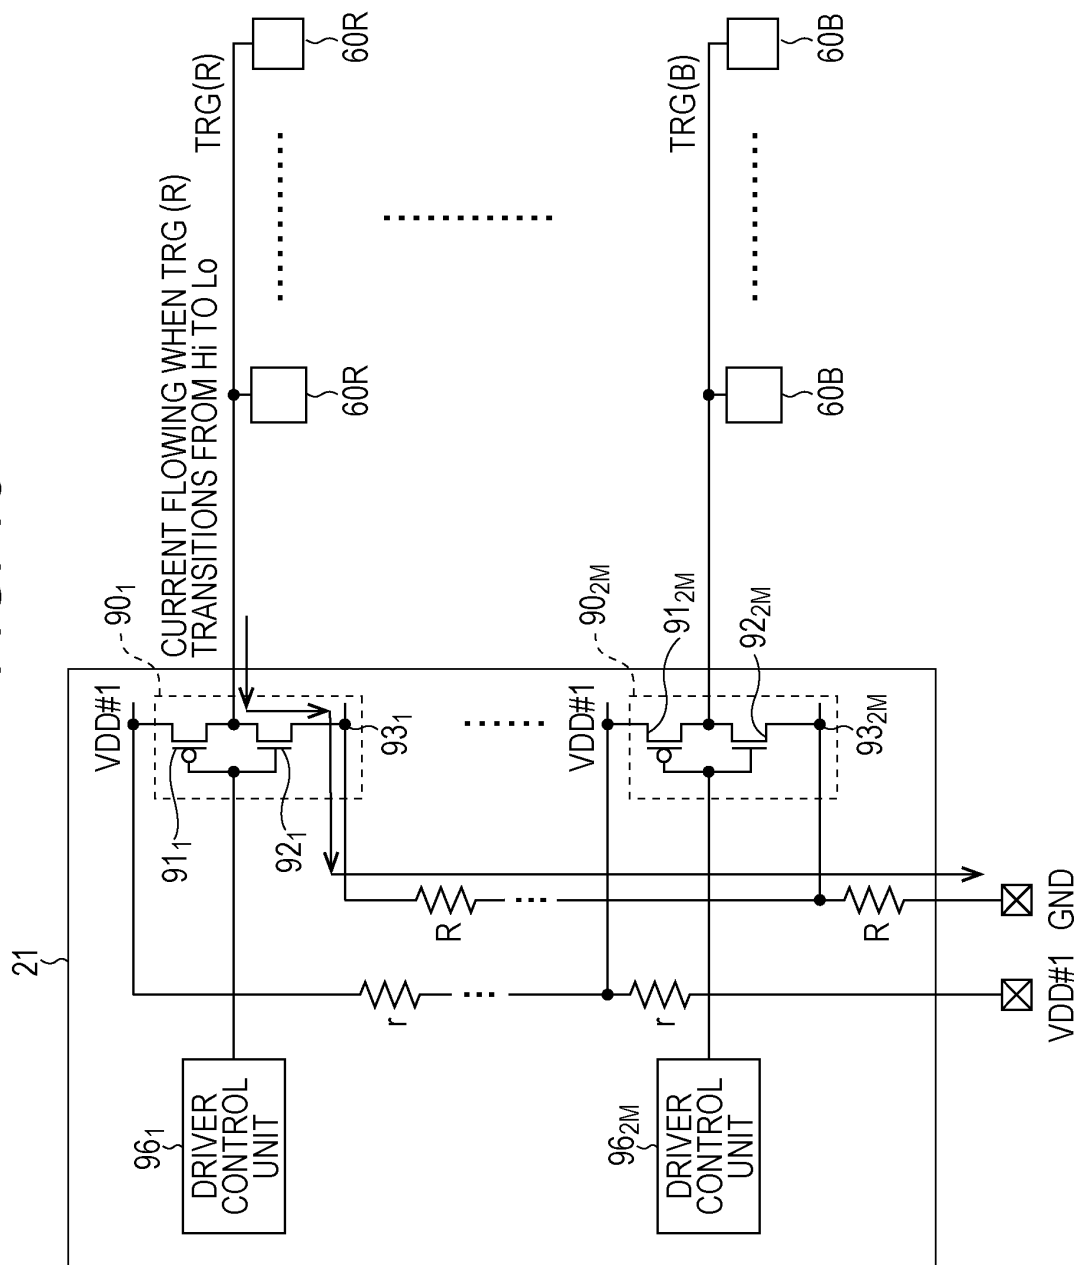 60R
60B
TRG(R)
TRG(B)
CURRENT FLOWING WHEN TRG (R)
TRANSITIONS FROM Hi TO Lo
60R
60B
90₁
90₂M
91₂M
92₂M
VDD#1
93₁
VDD#1
93₂M
91₁
92₁
21
R
R
GND
r
r
VDD#1
96₁
DRIVER
CONTROL
UNIT
96₂M
DRIVER
CONTROL
UNIT